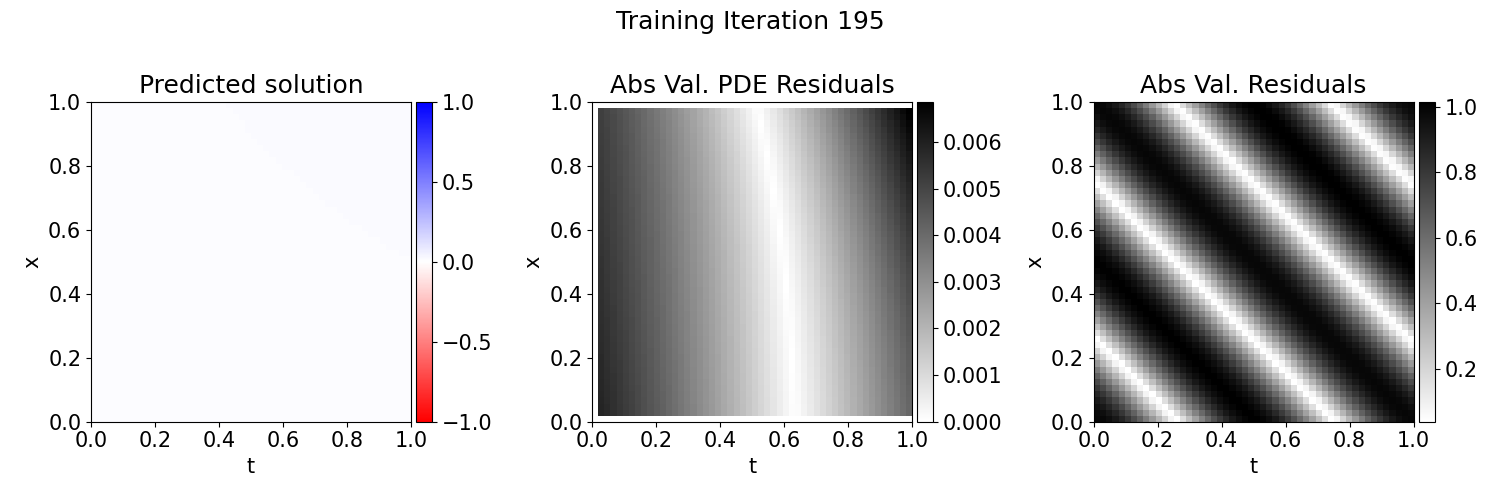 Training Iteration 195
Predicted solution
Abs Val. PDE Residuals
Abs Val. Residuals
1.0
0.8
0.6
0.4
0.2
0.0
x
0.0 0.2 0.4 0.6 0.8 1.0
t
1.0
0.5
0.0
−0.5
−1.0
1.0
0.8
0.6
0.4
0.2
0.0
x
0.0 0.2 0.4 0.6 0.8 1.0
t
0.006
0.005
0.004
0.003
0.002
0.001
0.000
1.0
0.8
0.6
0.4
0.2
0.0
x
0.0 0.2 0.4 0.6 0.8 1.0
t
1.0
0.8
0.6
0.4
0.2